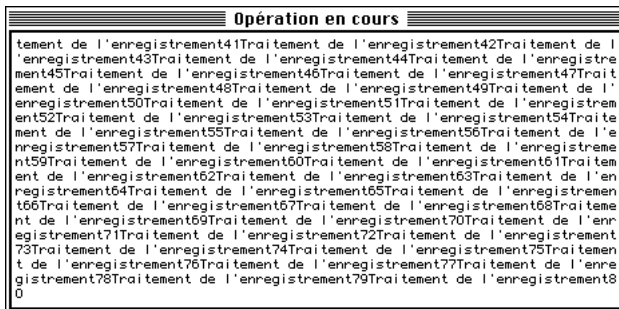 Opération en cours
tement de l'enregistrement41Traitement de l'enregistrement42Traitement de l
'enregistrement43Traitement de l'enregistrement44Traitement de l'enregistre
ment45Traitement de l'enregistrement46Traitement de l'enregistrement47Trait
ement de l'enregistrement48Traitement de l'enregistrement49Traitement de l'
enregistrement50Traitement de l'enregistrement51Traitement de l'enregistrem
ent52Traitement de l'enregistrement53Traitement de l'enregistrement54Traite
ment de l'enregistrement55Traitement de l'enregistrement56Traitement de l'e
nregistrement57Traitement de l'enregistrement58Traitement de l'enregistreme
nt59Traitement de l'enregistrement60Traitement de l'enregistrement61Traitem
ent de l'enregistrement62Traitement de l'enregistrement63Traitement de l'en
registrement64Traitement de l'enregistrement65Traitement de l'enregistremen
t66Traitement de l'enregistrement67Traitement de l'enregistrement68Traiteme
nt de l'enregistrement69Traitement de l'enregistrement70Traitement de l'enr
egistrement71Traitement de l'enregistrement72Traitement de l'enregistrement
73Traitement de l'enregistrement74Traitement de l'enregistrement75Traitemen
t de l'enregistrement76Traitement de l'enregistrement77Traitement de l'enre
gistrement78Traitement de l'enregistrement79Traitement de l'enregistrement8
0